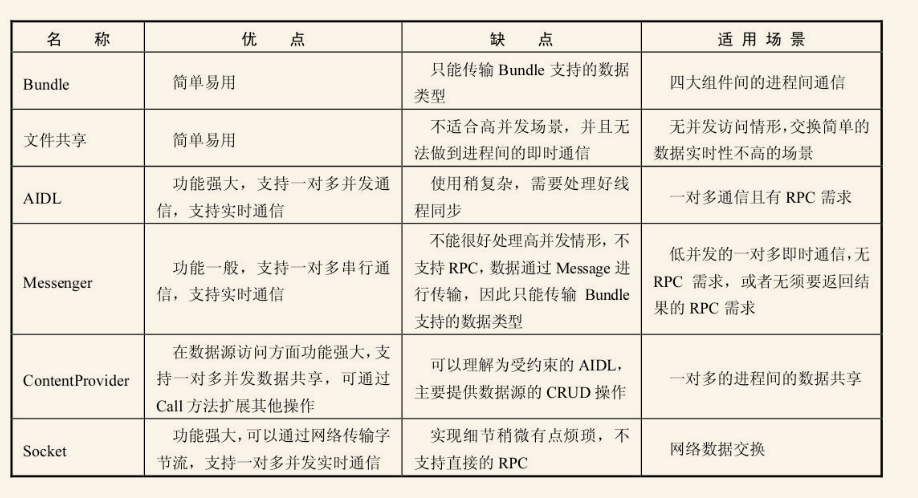 名 称 优 点 缺 点 适 用 场 景
Bundle
简单易用
只能传输 Bundle 支持的数据
类型
四大组件间的进程间通信
文件共享
简单易用
不适合高并发场景，并且无
法做到进程间的即时通信
无并发访问情形，交换简单的
数据实时性不高的场景
AIDL
功能强大，支持一对多并发通
信，支持实时通信
使用稍复杂，需要处理好线
程同步
一对多通信且有 RPC 需求
Messenger
功能一般，支持一对多串行通
信，支持实时通信
不能很好处理高并发情形，不
支持 RPC，数据通过 Message 进
行传输，因此只能传输 Bundle
支持的数据类型
低并发的一对多即时通信，无
RPC 需求，或者无须要返回结
果的 RPC 需求
ContentProvider
在数据源访问方面功能强大，支
持一对多并发数据共享，可通过
Call 方法扩展其他操作
可以理解为受约束的 AIDL，
主要提供数据源的 CRUD 操作
一对多的进程间的数据共享
Socket
功能强大，可以通过网络传输字
节流，支持一对多并发实时通信
实现细节稍微有点烦琐，不
支持直接的 RPC
网络数据交换